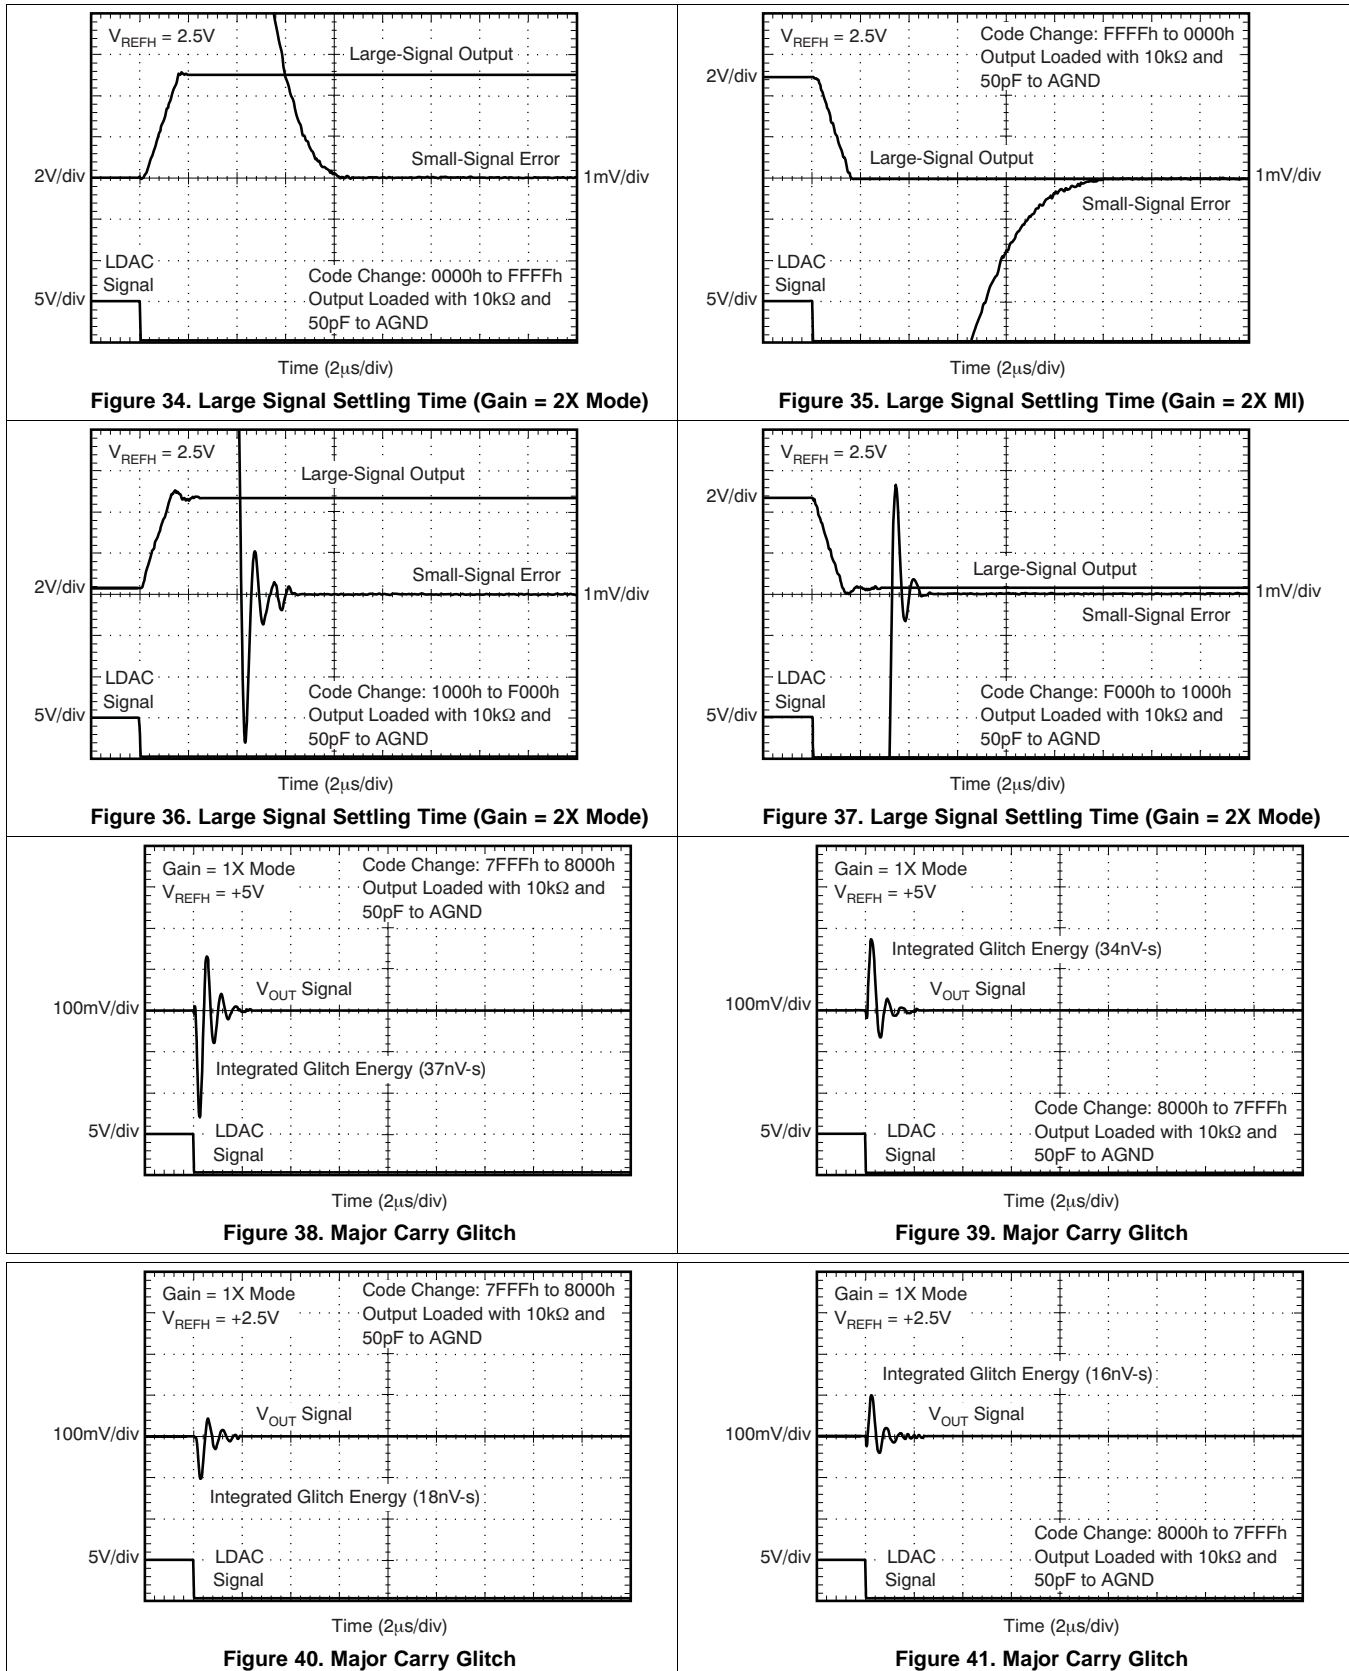 V_REFH = 2.5V
Large-Signal Output
2V/div
Small-Signal Error
1mV/div
LDAC
Signal
5V/div
Code Change: 0000h to FFFFh
Output Loaded with 10kΩ and
50pF to AGND
Time (2μs/div)
Figure 34. Large Signal Settling Time (Gain = 2X Mode)
V_REFH = 2.5V
Code Change: FFFFh to 0000h
Output Loaded with 10kΩ and
50pF to AGND
2V/div
Large-Signal Output
1mV/div
Small-Signal Error
LDAC
Signal
5V/div
Time (2μs/div)
Figure 35. Large Signal Settling Time (Gain = 2X MI)
V_REFH = 2.5V
Large-Signal Output
2V/div
Small-Signal Error
1mV/div
LDAC
Signal
5V/div
Code Change: 1000h to F000h
Output Loaded with 10kΩ and
50pF to AGND
Time (2μs/div)
Figure 36. Large Signal Settling Time (Gain = 2X Mode)
V_REFH = 2.5V
2V/div
Large-Signal Output
1mV/div
Small-Signal Error
LDAC
Signal
5V/div
Code Change: F000h to 1000h
Output Loaded with 10kΩ and
50pF to AGND
Time (2μs/div)
Figure 37. Large Signal Settling Time (Gain = 2X Mode)
Gain = 1X Mode
V_REFH = +5V
Code Change: 7FFFh to 8000h
Output Loaded with 10kΩ and
50pF to AGND
V_OUT Signal
100mV/div
Integrated Glitch Energy (37nV-s)
5V/div
LDAC
Signal
Time (2μs/div)
Figure 38. Major Carry Glitch
Gain = 1X Mode
V_REFH = +5V
Integrated Glitch Energy (34nV-s)
V_OUT Signal
100mV/div
Code Change: 8000h to 7FFFh
Output Loaded with 10kΩ and
50pF to AGND
5V/div
LDAC
Signal
Time (2μs/div)
Figure 39. Major Carry Glitch
Gain = 1X Mode
V_REFH = +2.5V
Code Change: 7FFFh to 8000h
Output Loaded with 10kΩ and
50pF to AGND
V_OUT Signal
100mV/div
Integrated Glitch Energy (18nV-s)
5V/div
LDAC
Signal
Time (2μs/div)
Figure 40. Major Carry Glitch
Gain = 1X Mode
V_REFH = +2.5V
Integrated Glitch Energy (16nV-s)
V_OUT Signal
100mV/div
Code Change: 8000h to 7FFFh
Output Loaded with 10kΩ and
50pF to AGND
5V/div
LDAC
Signal
Time (2μs/div)
Figure 41. Major Carry Glitch